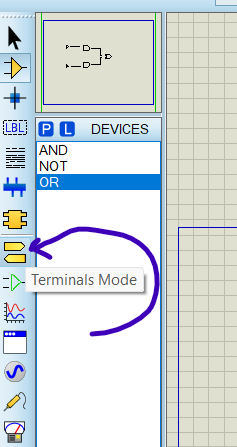 LBL
P L DEVICES
AND
NOT
OR
Terminals Mode